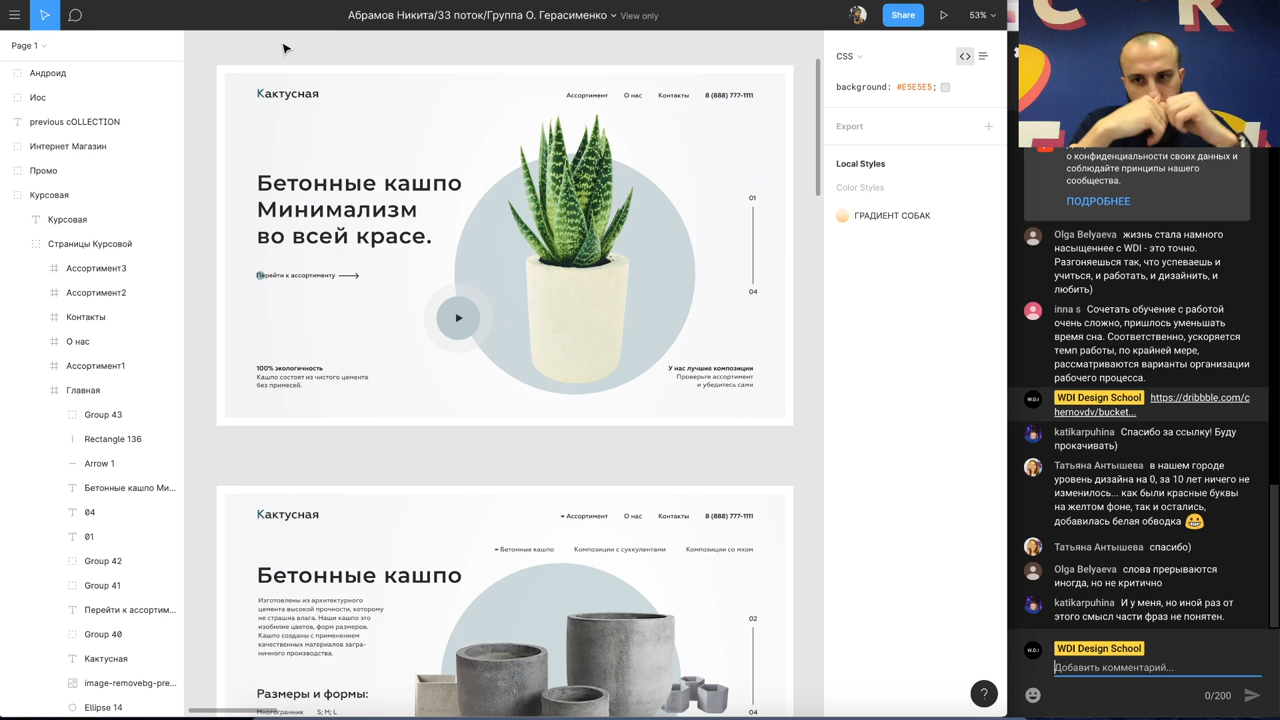 Абрамов Никита/33 поток/Группа О. Герасименко
View only
Share
53%
Page 1
Андроид
Иос
previous cOLLECTION
Интернет Магазин
Промо
Курсовая
Курсовая
Страницы Курсовой
Ассортимент3
Ассортимент2
Контакты
О нас
Ассортимент1
Главная
Group 43
Rectangle 136
Arrow 1
Бетонные кашпо Ми...
04
01
Group 42
Group 41
Перейти к ассортим...
Group 40
Кактусная
image-removebg-pre...
Ellipse 14
Кактусная
Ассортимент О нас Контакты 8 (888) 777-1111
Бетонные кашпо
Минимализм
во всей красе.
Перейти к ассортименту
01
04
100% экологичность
Кашпо состоят из чистого цемента
без примесей.
У нас лучшие композиции
Проверьте ассортимент
и убедитесь сами
Кактусная
Ассортимент О нас Контакты 8 (888) 777-1111
Бетонные кашпо Композиции с суккулентами Композиции со мхом
Бетонные кашпо
Изготовлены из архитектурного
цемента высокой прочности, которому
не страшна влага. Наши кашпо это
изобилие цветов, форм размеров.
Кашпо созданы с применением
качественных материалов загра-
ничного производства.
Размеры и формы:
Многогранник S; M; L
02
04
CSS
background: #E5E5E5;
Export
Local Styles
Color Styles
ГРАДИЕНТ СОБАК
?
о конфиденциальности своих данных и
соблюдайте принципы нашего
сообщества.
ПОДРОБНЕЕ
Olga Belyaeva жизнь стала намного
насыщеннее с WDI - это точно.
Разгоняешься так, что успеваешь и
учиться, и работать, и дизайнить, и
любить)
inna s Сочетать обучение с работой
очень сложно, пришлось уменьшать
время сна. Соответственно, ускоряется
темп работы, по крайней мере,
рассматриваются варианты организации
рабочего процесса.
WDI Design School https://dribbble.com/c
hernovdv/bucket...
katikarpuhina Спасибо за ссылку! Буду
прокачивать)
Татьяна Антышева в нашем городе
уровень дизайна на 0, за 10 лет ничего не
изменилось... как были красные буквы
на желтом фоне, так и остались,
добавилась белая обводка
Татьяна Антышева спасибо)
Olga Belyaeva слова прерываются
иногда, но не критично
katikarpuhina И у меня, но иной раз от
этого смысл части фраз не понятен.
WDI Design School
Добавить комментарий...
0/200